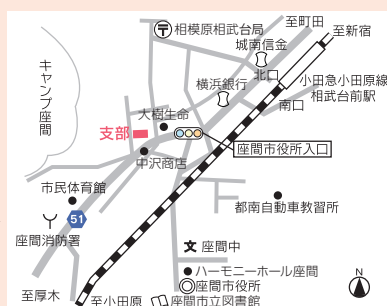 至町田
至新宿
相模原相武台局
城南信金
北口
小田急小田原線
相武台前駅
キャンプ座間
横浜銀行
南口
大樹生命
支部
座間市役所入口
中沢商店
市民体育館
51
都南自動車教習所
座間消防署
座間中
ハーモニーホール座間
座間市役所
至厚木
至小田原
座間市立図書館
N